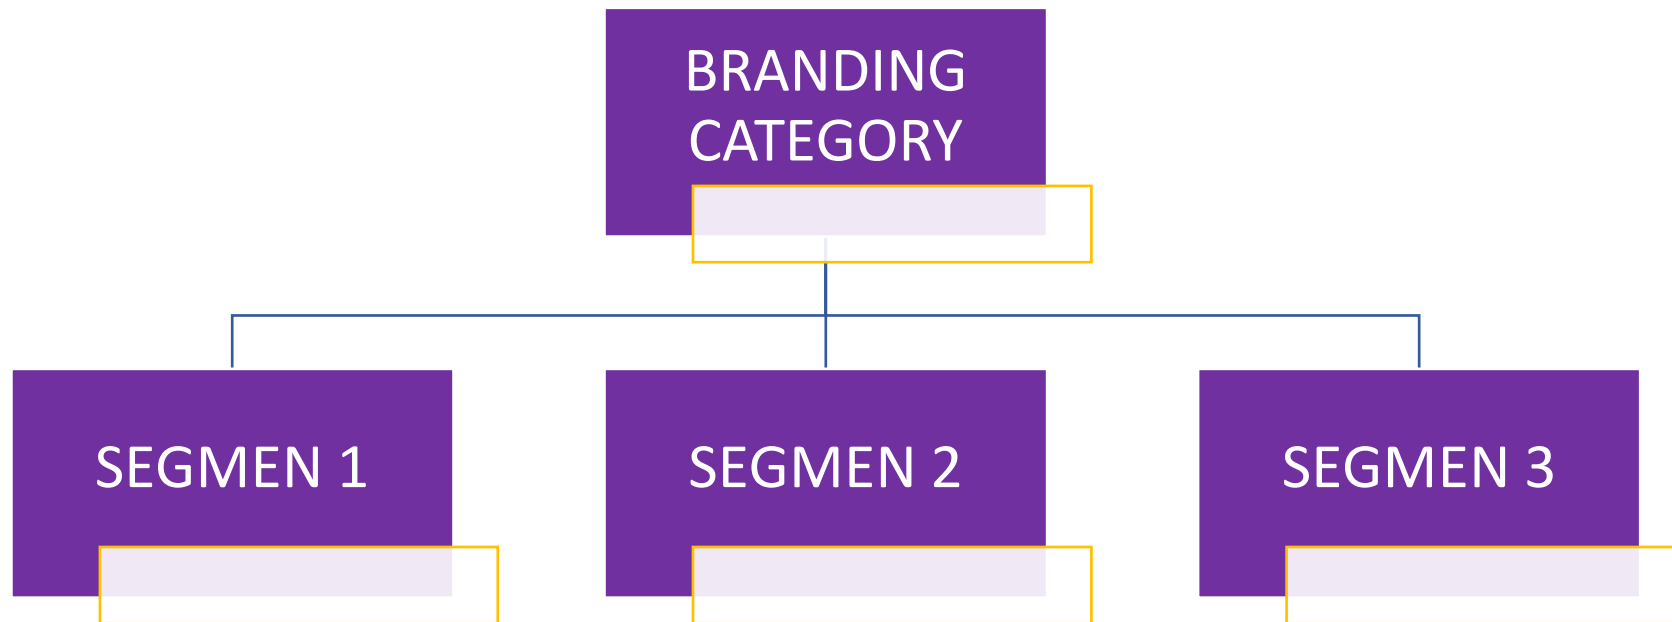 BRANDING
CATEGORY
SEGMEN 1
SEGMEN 2
SEGMEN 3